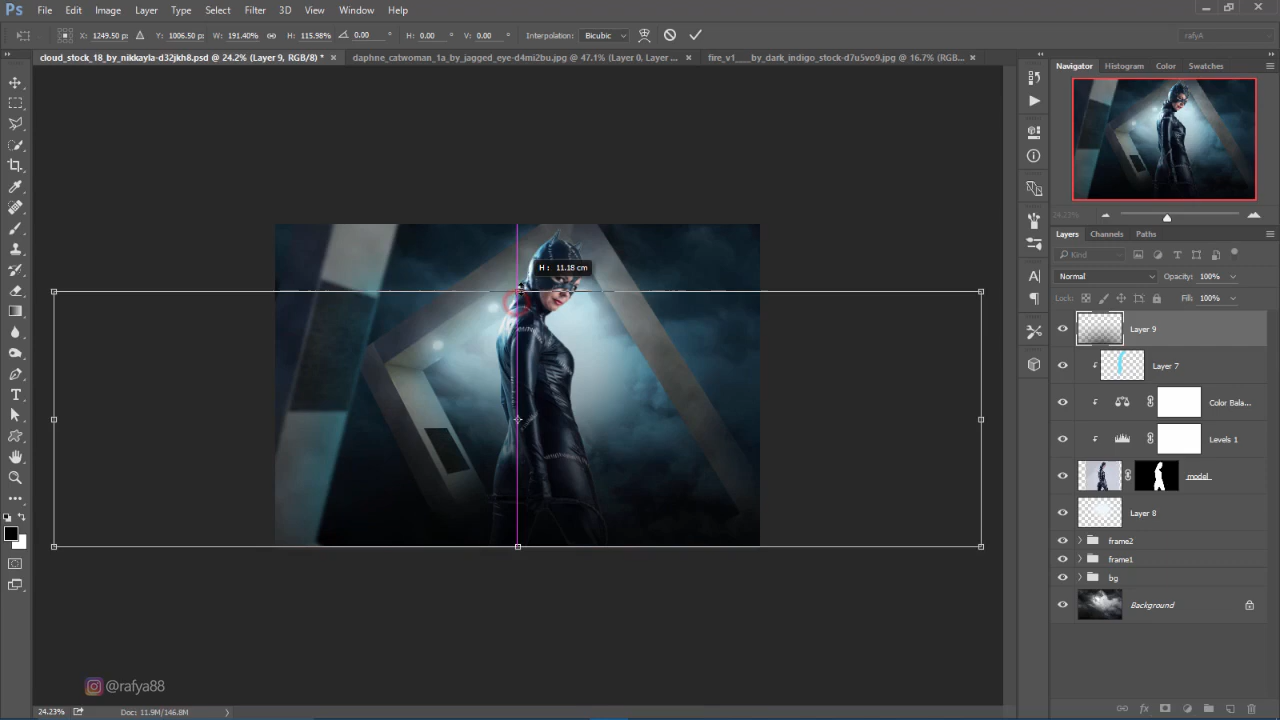 Ps File Edit Image Layer Type Select Filter 3D View Window Help
X: 1249.50 p: Y: 1006.50 p: W: 191.40% H: 115.98% 0.00 ° H: 0.00 ° V: 0.00 ° Interpolation: Bicubic rafyA
cloud_stock_18_by_nikkayla-d32jkh8.psd @ 24.2% (Layer 9, RGB/8) * × daphne_catwoman_1a_by_jagged_eye-d4mi2bu.jpg @ 47.1% (Layer 0, Layer ... × fire_v1___by_dark_indigo_stock-d7u5vo9.jpg @ 16.7% (RGB... ×
Navigator Histogram Color Swatches
24.23%
Layers Channels Paths
Kind
H : 11.18 cm
Normal Opacity: 100%
Lock: Fill: 100%
Layer 9
Layer 7
Color Bala...
Levels 1
model
Layer 8
frame2
frame1
bg
Background
@rafya88
24.23% Doc: 11.9M/146.8M